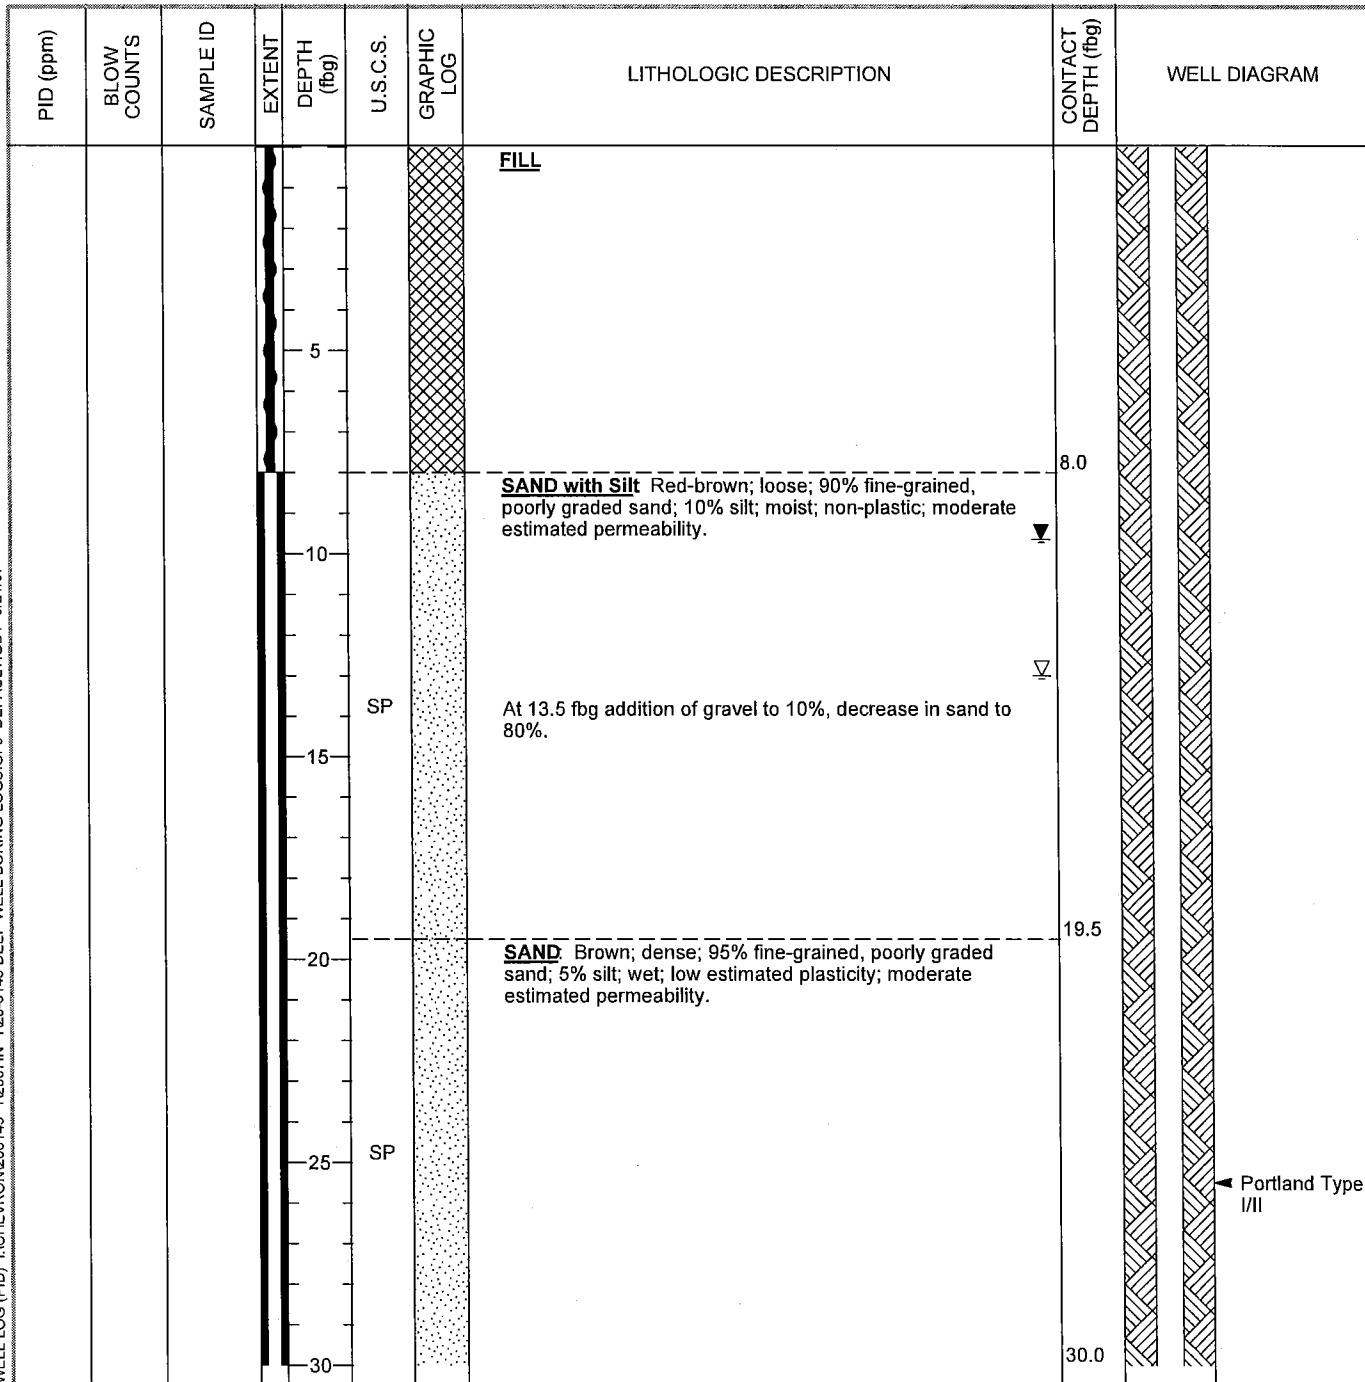 PID (ppm)
BLOW
COUNTS
SAMPLE ID
EXTENT
DEPTH
(fbg)
U.S.C.S.
GRAPHIC
LOG
LITHOLOGIC DESCRIPTION
CONTACT
DEPTH (fbg)
WELL DIAGRAM
FILL
5
8.0
SAND with Silt Red-brown; loose; 90% fine-grained,
poorly graded sand; 10% silt; moist; non-plastic; moderate
estimated permeability.
10
SP
At 13.5 fbg addition of gravel to 10%, decrease in sand to
80%.
15
19.5
SAND: Brown; dense; 95% fine-grained, poorly graded
sand; 5% silt; wet; low estimated plasticity; moderate
estimated permeability.
20
SP
25
Portland Type
I/II
30
30.0
WELL LOG (PID)